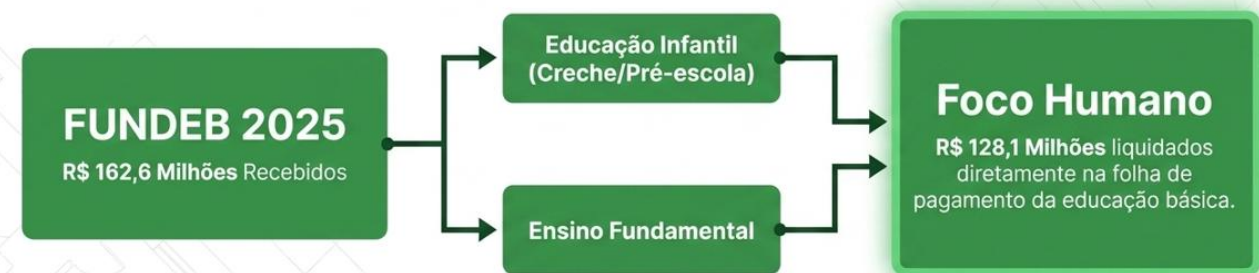 FUNDEB 2025
R$ 162,6 Milhões Recebidos
Educação Infantil
(Creche/Pré-escola)
Ensino Fundamental
Foco Humano
R$ 128,1 Milhões liquidados
diretamente na folha de
pagamento da educação básica.